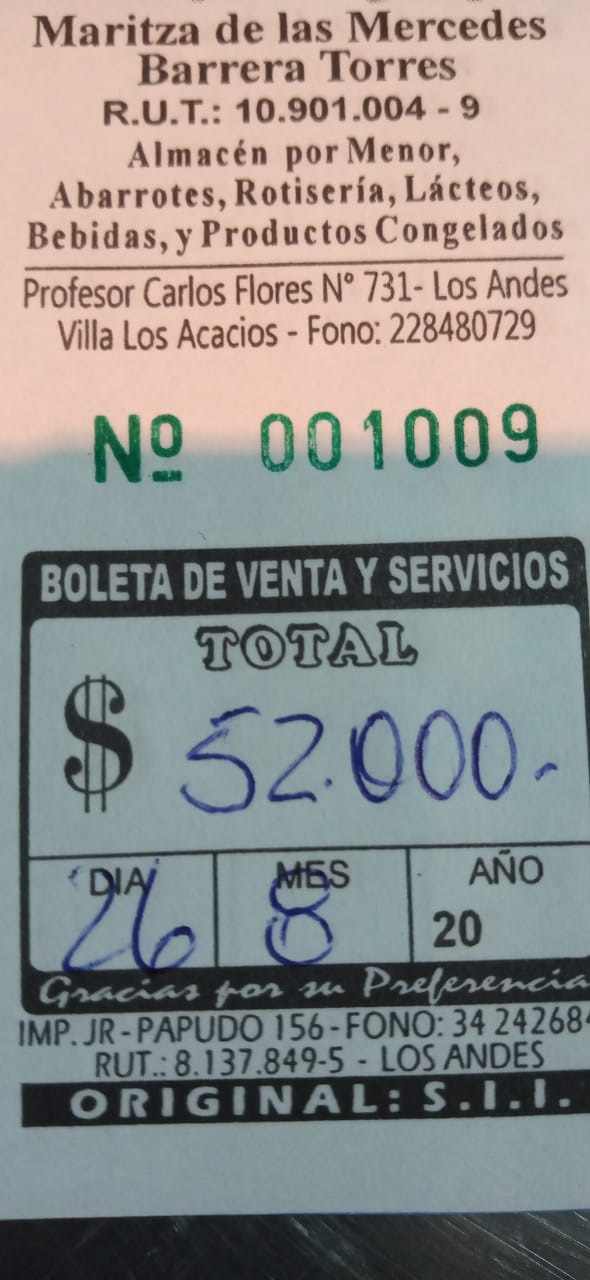 Maritza de las Mercedes
Barrera Torres
R.U.T.: 10.901.004 - 9
Almacén por Menor,
Abarrotes, Rotisería, Lácteos,
Bebidas, y Productos Congelados
Profesor Carlos Flores N° 731- Los Andes
Villa Los Acacios - Fono: 228480729
Nº 001009
BOLETA DE VENTA Y SERVICIOS
TOTAL
$ 52.000.-
DIA MES AÑO
26 8 20
Gracias por su Preferencia
IMP. JR - PAPUDO 156 - FONO: 34 24268
RUT.: 8.137.849-5 - LOS ANDES
ORIGINAL: S.I.I.